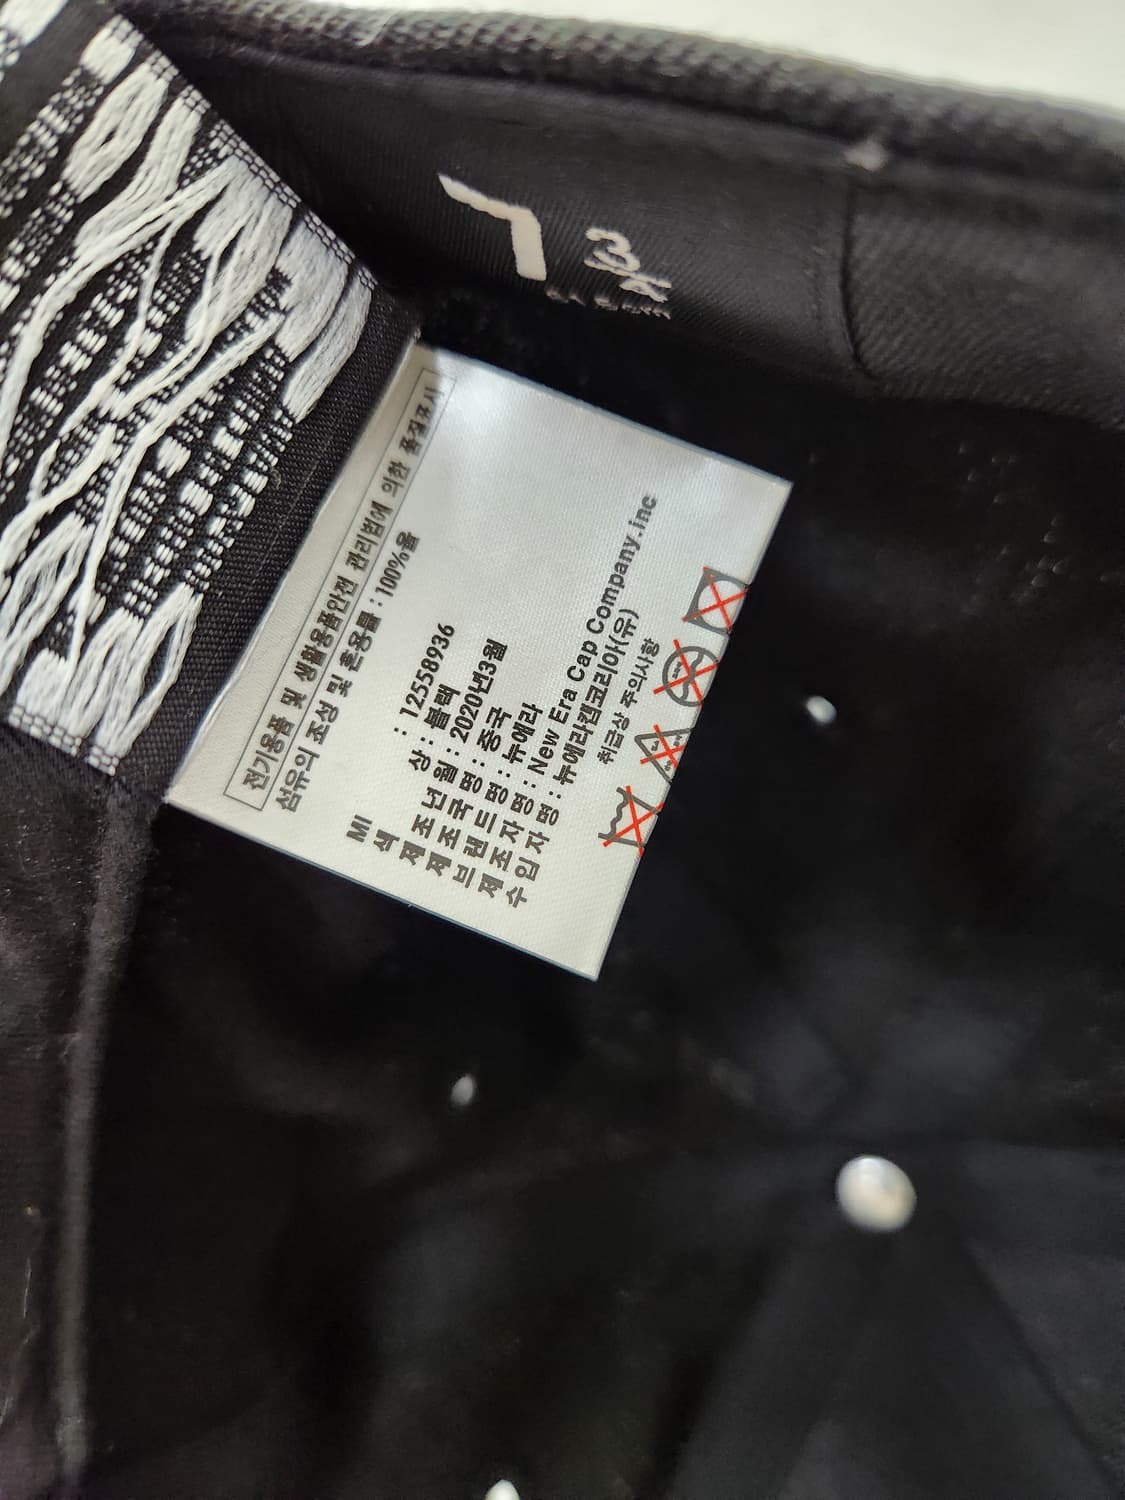 7 3/8
전기용품 및 생활용품안전 관리법에 의한 품질표시
섬유의 조성 및 혼용률 : 100%울
MI : 12558936
색 상 : 블랙
제 조 년 월 : 2020년3월
제 조 국 명 : 중국
브 랜 드 명 : 뉴에라
제 조 자 명 : New Era Cap Company.inc
수 입 자 명 : 뉴에라캡코리아(유)
취급상 주의사항